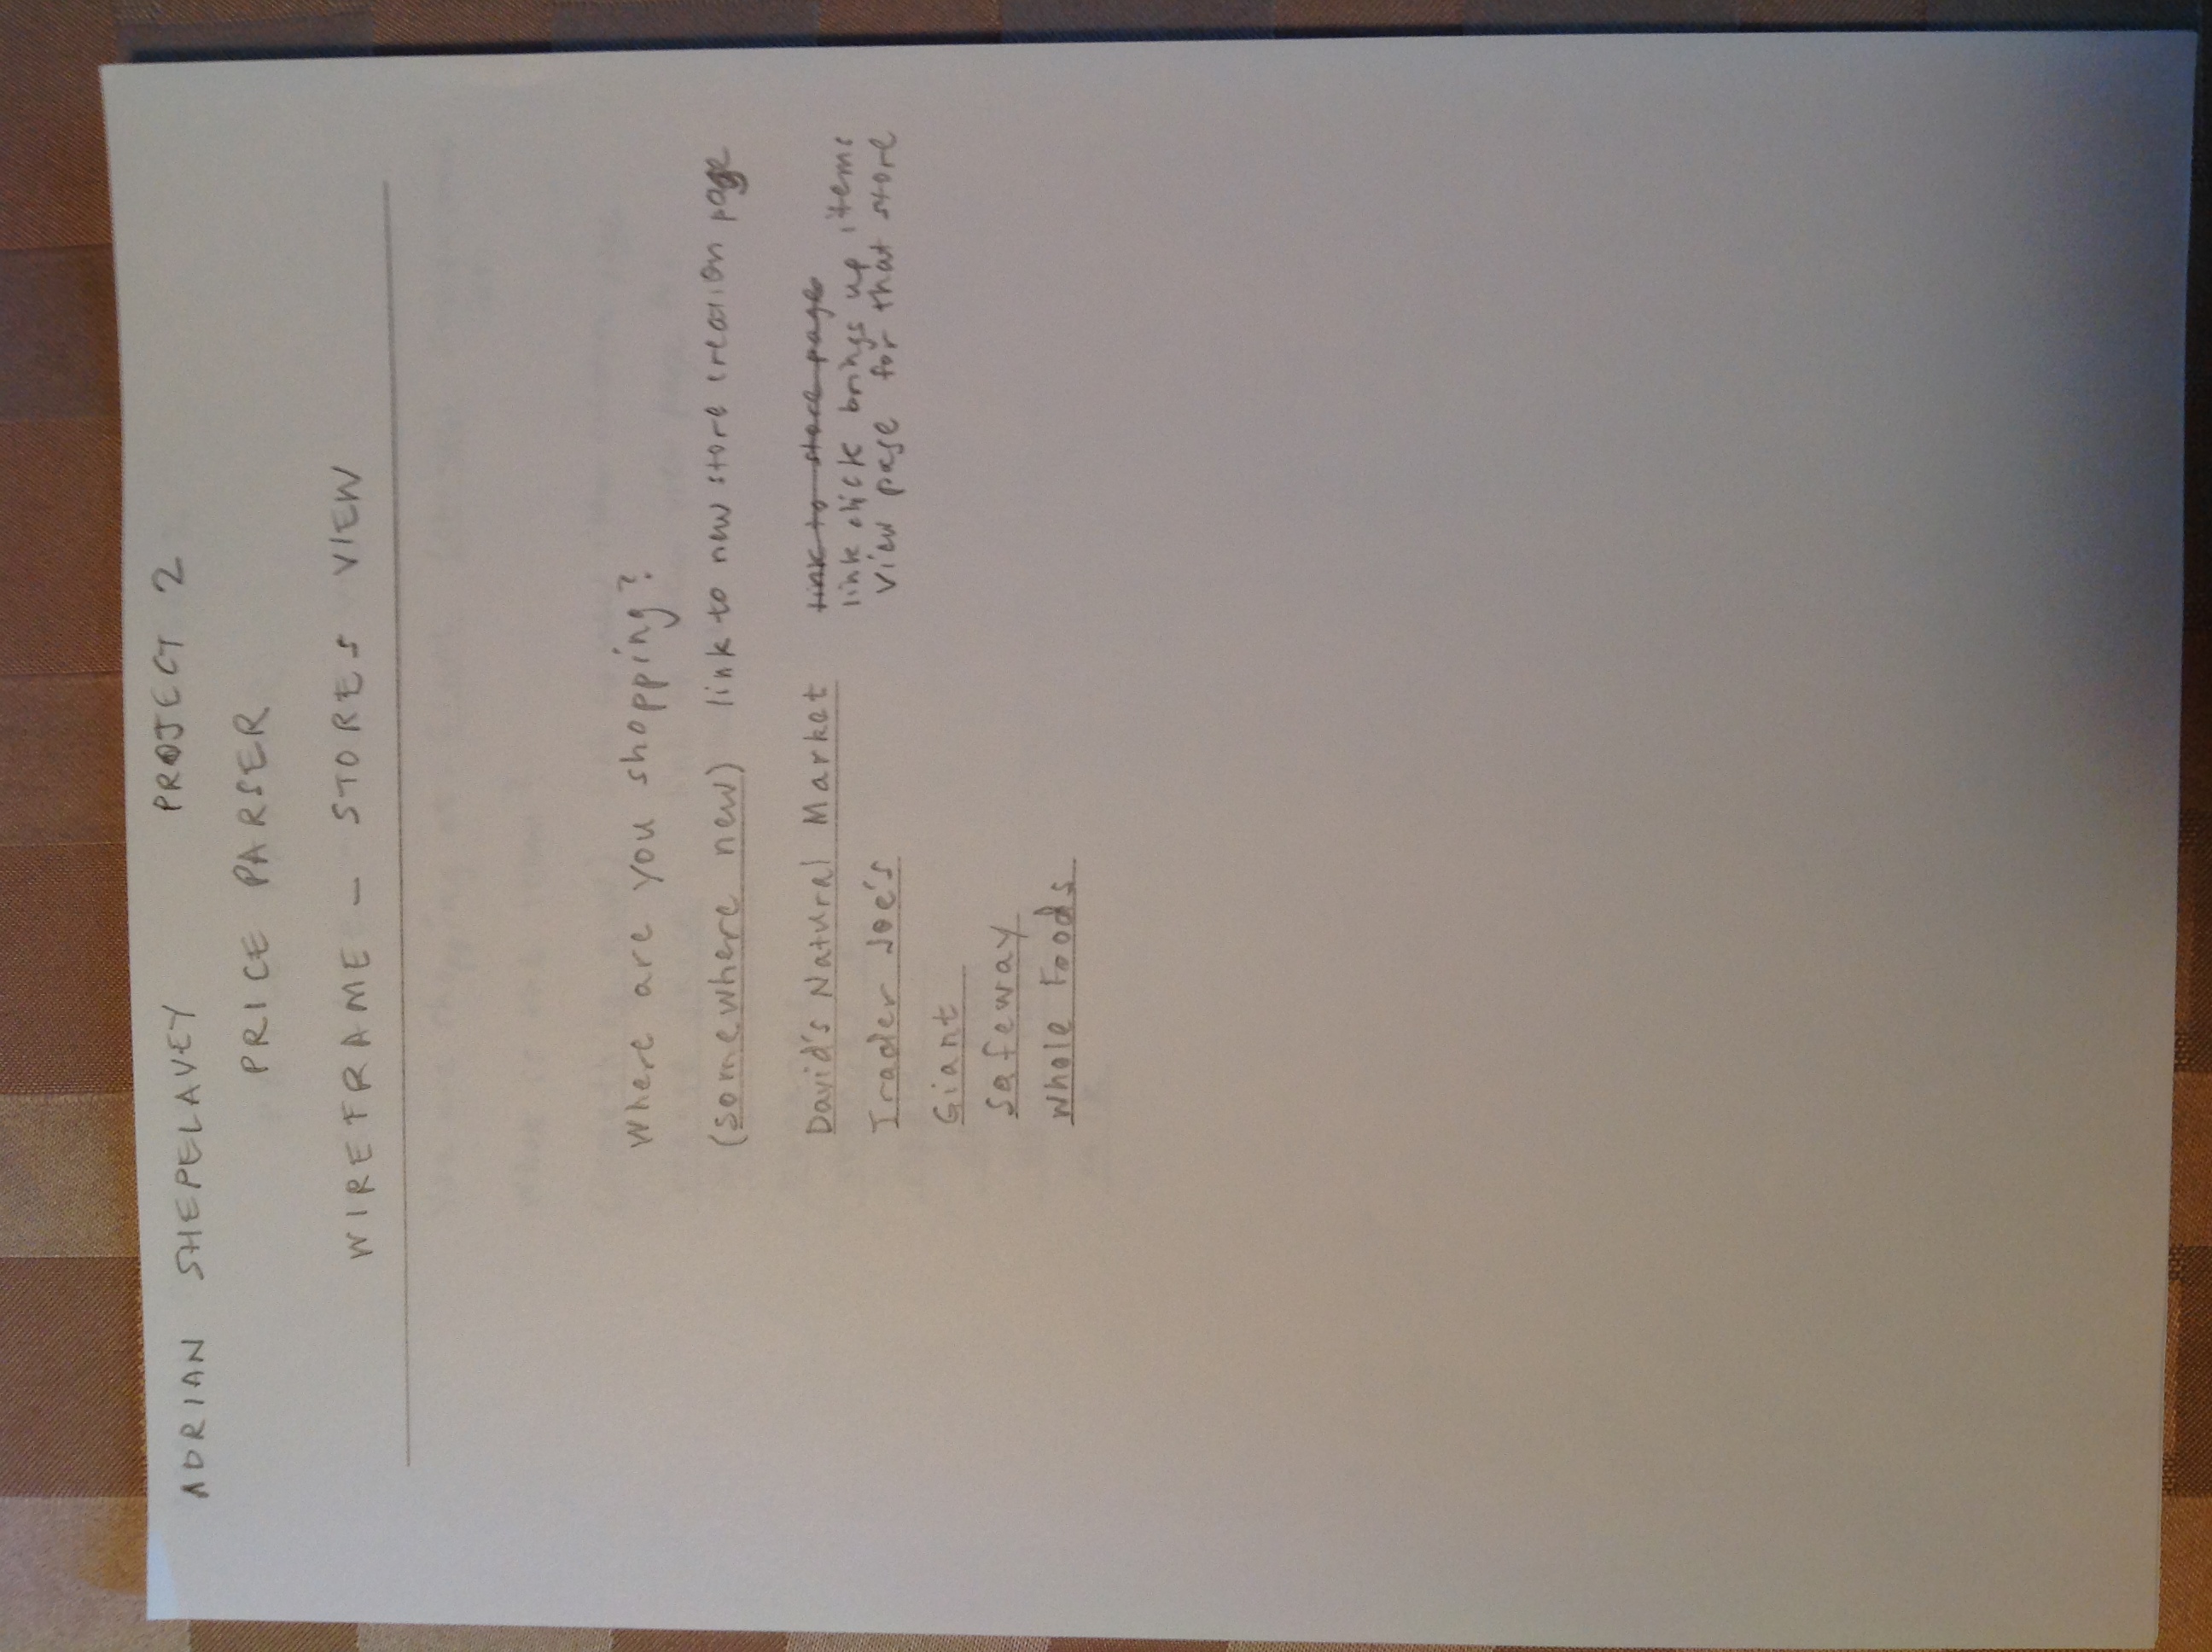 ADRIAN SHEPELAVEY PROJECT 2
PRICE PARSER
WIREFRAME - STORES VIEW
Where are you shopping?
(somewhere new) link to new store creation page
David's Natural Market link to store page
link click brings up items
Trader Joe's view page for that store
Giant
Safeway
Whole Foods